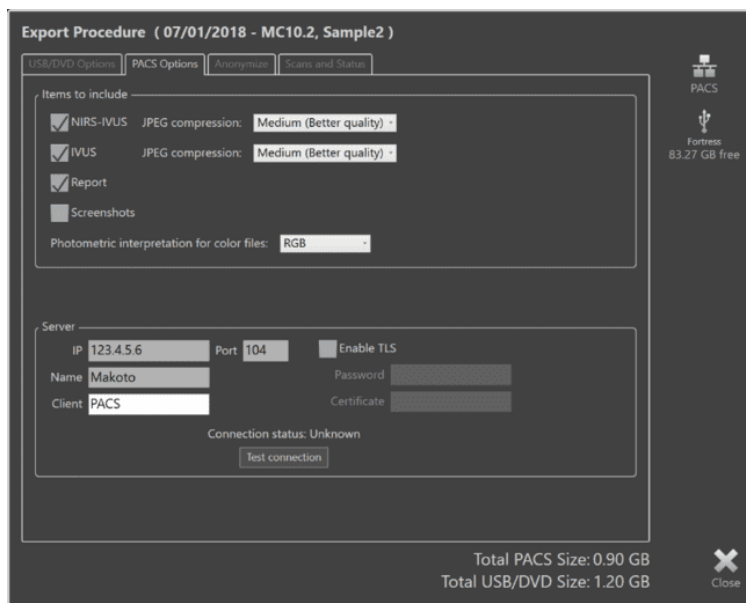 Export Procedure ( 07/01/2018 - MC10.2, Sample2 )
USB/DVD Options PACS Options Anonymize Scans and Status
Items to include
NIRS-IVUS JPEG compression: Medium (Better quality)
IVUS JPEG compression: Medium (Better quality)
Report
Screenshots
Photometric interpretation for color files: RGB
Server
IP 123.4.5.6 Port 104 Enable TLS
Name Makoto Password
Client PACS Certificate
Connection status: Unknown
Test connection
PACS
Fortress
83.27 GB free
Total PACS Size: 0.90 GB
Total USB/DVD Size: 1.20 GB
Close